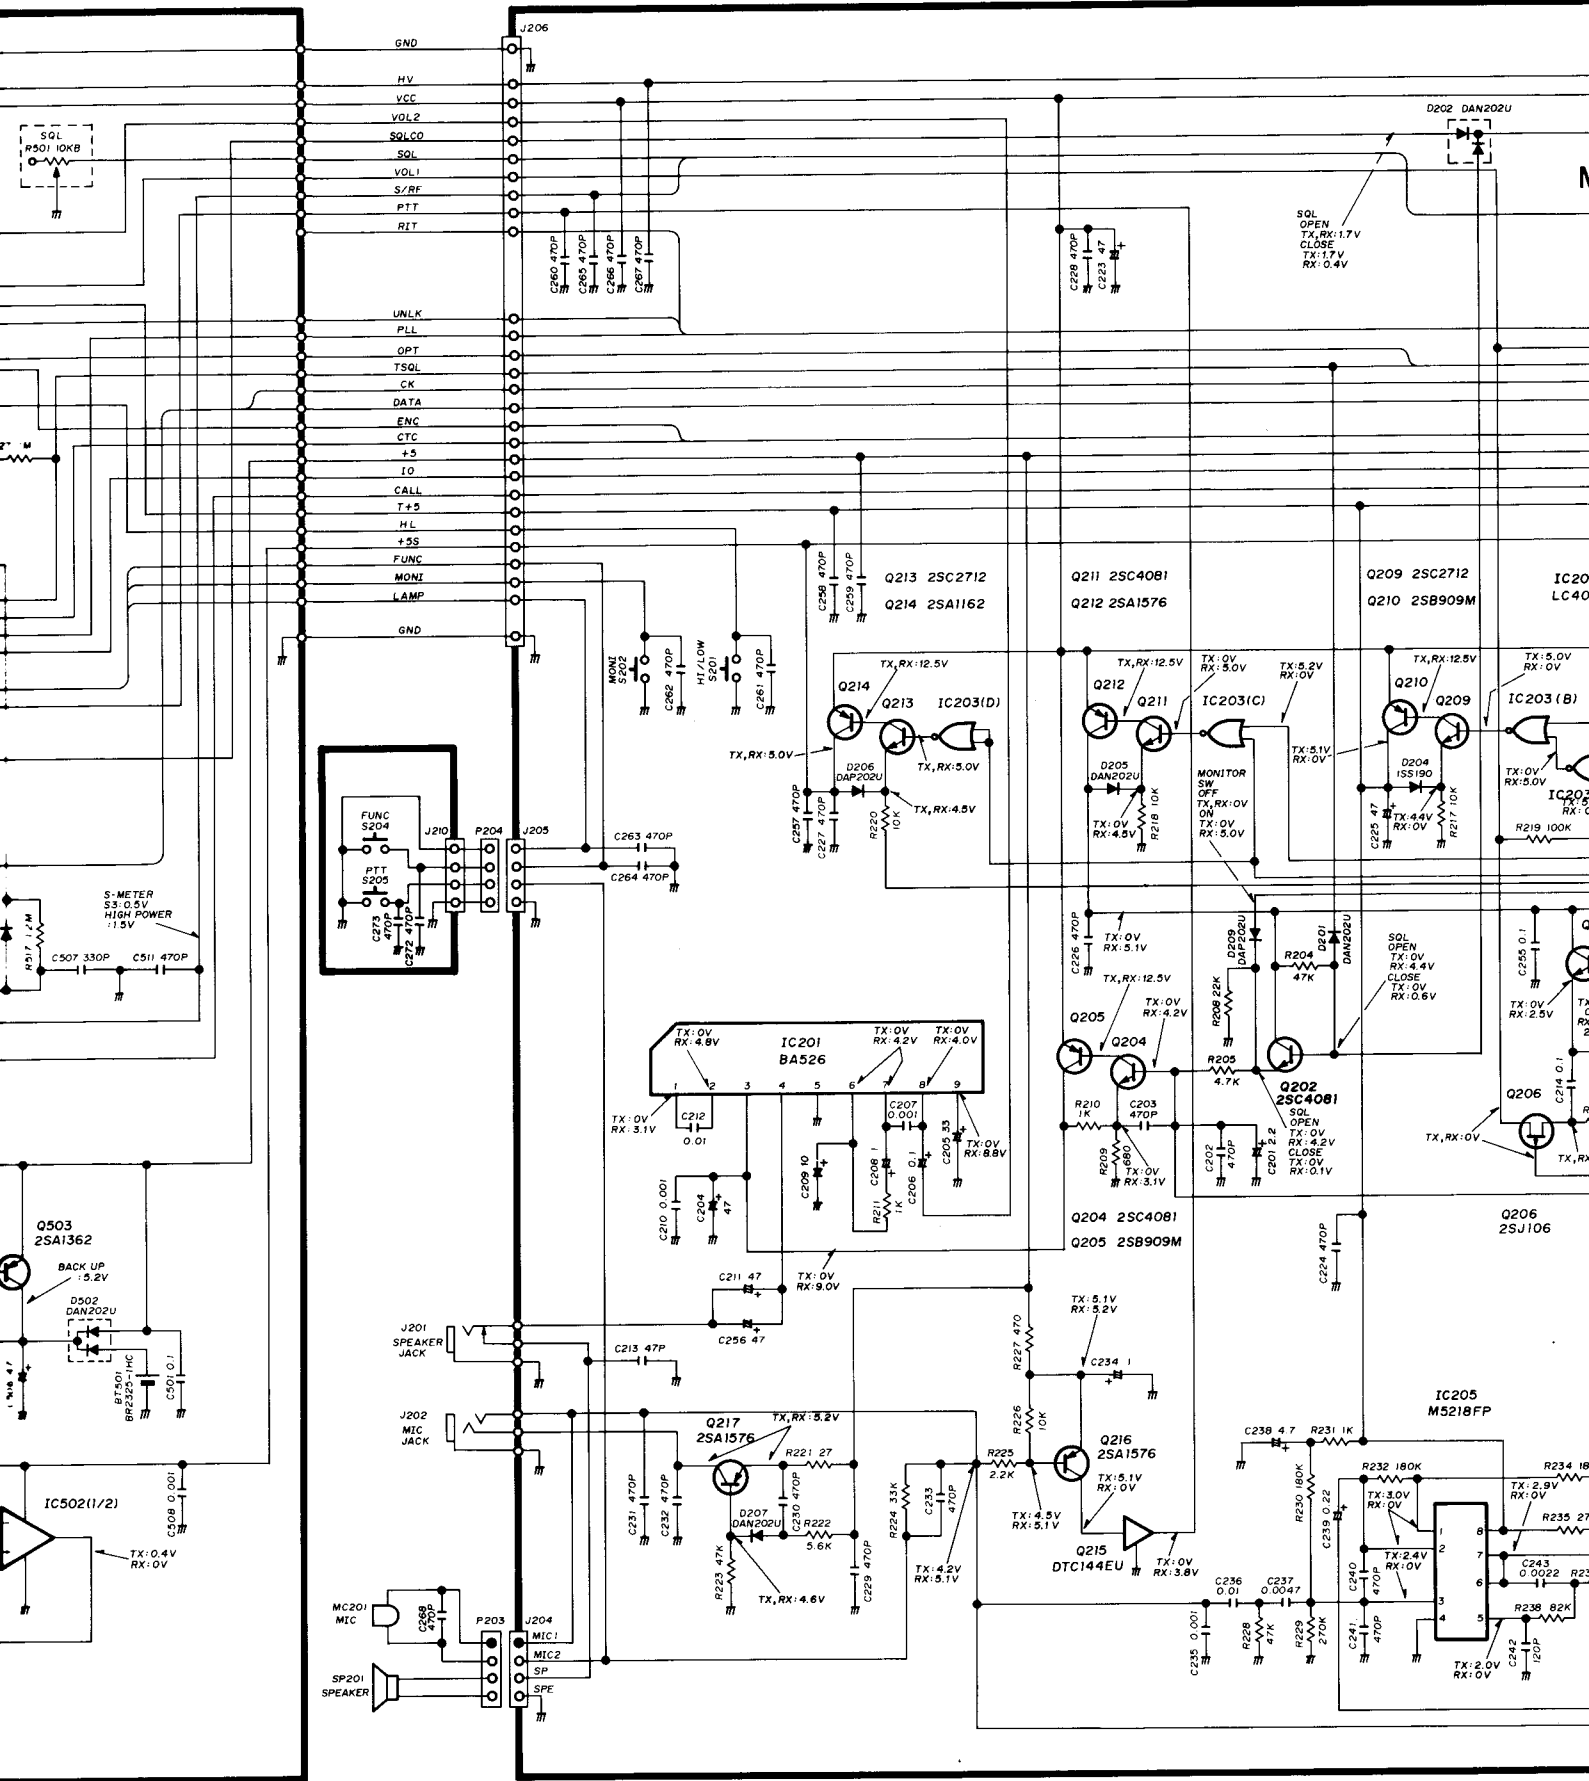 J206
GND
HV
VCC
VOL2
SQLCO
SQL
VOL1
S/RF
PTT
RIT
UNLK
PLL
OPT
TSQL
CK
DATA
ENC
CTC
+5
IO
CALL
T+5
HL
+5S
FUNC
MONI
LAMP
GND
SQL
R501 10KB
D202 DAN202U
SQL
OPEN
TX,RX:1.7V
CLOSE
TX:1.7V
RX:0.4V
C260 470P
C265 470P
C266 470P
C267 470P
C228 470P
C223 47
C258 470P
C259 470P
Q213 2SC2712
Q214 2SA1162
Q211 2SC4081
Q212 2SA1576
Q209 2SC2712
Q210 2SB909M
MONI
S202
C262 470P
HI/LOW
S201
C261 470P
TX,RX:12.5V
Q214
Q213
IC203(D)
TX,RX:5.0V
TX,RX:5.0V
D206
DAP202U
TX,RX:4.5V
C257 470P
C227 470P
R220
10K
TX,RX:12.5V
TX:0V
RX:5.0V
TX:5.2V
RX:0V
Q212
Q211
IC203(C)
D205
DAN202U
TX:0V
RX:4.5V
R218 10K
MONITOR
SW
OFF
TX,RX:0V
ON
TX:0V
RX:5.0V
TX,RX:12.5V
TX:5.0V
RX:0V
Q210
Q209
IC203(B)
TX:5.1V
RX:0V
D204
1SS190
C225 47
TX:4.4V
RX:0V
R217 10K
TX:0V
RX:5.0V
R219 100K
FUNC
S204
PTT
S205
J210
P204
J205
C273
470P
C272 470P
C263 470P
C264 470P
S-METER
S3:0.5V
HIGH POWER
:1.5V
R517 1.2M
C507 330P
C511 470P
C226 470P
TX:0V
RX:5.1V
D209
DAP202U
D201
DAN202U
R204
47K
R208 22K
SQL
OPEN
TX:0V
RX:4.4V
CLOSE
TX:0V
RX:0.6V
C255 0.1
TX:0V
RX:2.5V
TX:0V
RX:4.8V
IC201
BA526
TX:0V
RX:4.2V
TX:0V
RX:4.0V
1 2 3 4 5 6 7 8 9
TX:0V
RX:3.1V
C212
0.01
C207
0.001
C205 33
TX:0V
RX:8.8V
C210 0.001
C204
47
C209 10
C208 1
C206 0.1
R211
1K
TX,RX:12.5V
TX:0V
RX:4.2V
Q205
Q204
R205
4.7K
R210
1K
C203
470P
R209
680
TX:0V
RX:3.1V
C202
470P
C201 2.2
Q202
2SC4081
SQL
OPEN
TX:0V
RX:4.2V
CLOSE
TX:0V
RX:0.1V
Q204 2SC4081
Q205 2SB909M
C214 0.1
Q206
TX,RX:0V
Q206
2SJ106
C224 470P
TX:0V
RX:9.0V
Q503
2SA1362
BACK UP
:5.2V
D502
DAN202U
BT501
BR2325-1HC
C501 0.1
C508 0.001
IC502(1/2)
TX:0.4V
RX:0V
C211 47
C256 47
J201
SPEAKER
JACK
C213 47P
J202
MIC
JACK
Q217
2SA1576
TX,RX:5.2V
R221 27
C231 470P
C232 470P
D207
DAN202U
C230 470P
R222
5.6K
R223 47K
TX,RX:4.6V
C229 470P
R227 470
TX:5.1V
RX:5.2V
C234 1
R226
10K
R225
2.2K
Q216
2SA1576
R224 33K
C233
470P
TX:5.1V
RX:0V
TX:4.5V
RX:5.1V
Q215
DTC144EU
TX:0V
RX:3.8V
TX:4.2V
RX:5.1V
IC205
M5218FP
C238 4.7
R231 1K
R232 180K
TX:3.0V
RX:0V
R230 180K
C239 0.22
TX:2.4V
RX:0V
TX:2.9V
RX:0V
1 2 3 4
8 7 6 5
C243
0.0022
R238 82K
C236
0.01
C237
0.0047
C240
470P
C241
470P
C235 0.001
R228
47K
R229
270K
C242
120P
TX:2.0V
RX:0V
MC201
MIC
C268
470P
P203
J204
MIC1
MIC2
SP
SPE
SP201
SPEAKER